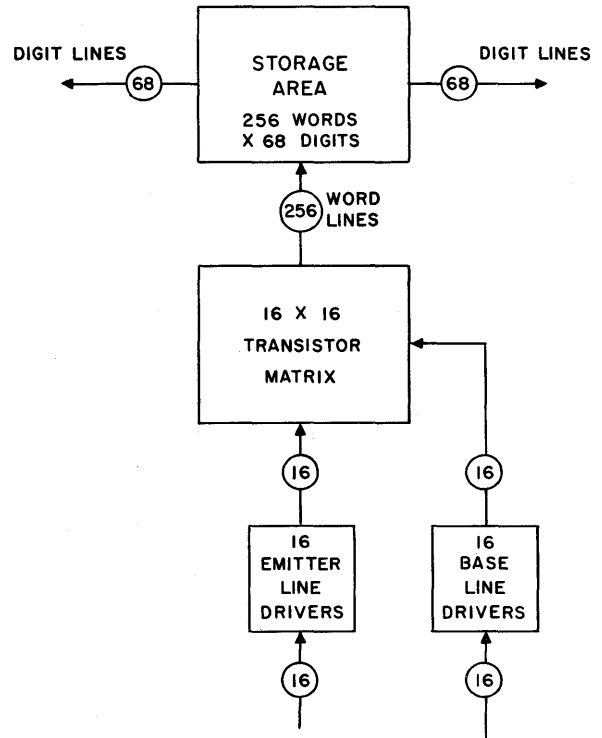 DIGIT LINES
68
STORAGE
AREA
256 WORDS
X 68 DIGITS
DIGIT LINES
68
256
WORD
LINES
16 X 16
TRANSISTOR
MATRIX
16
16
16
EMITTER
LINE
DRIVERS
16
BASE
LINE
DRIVERS
16
16